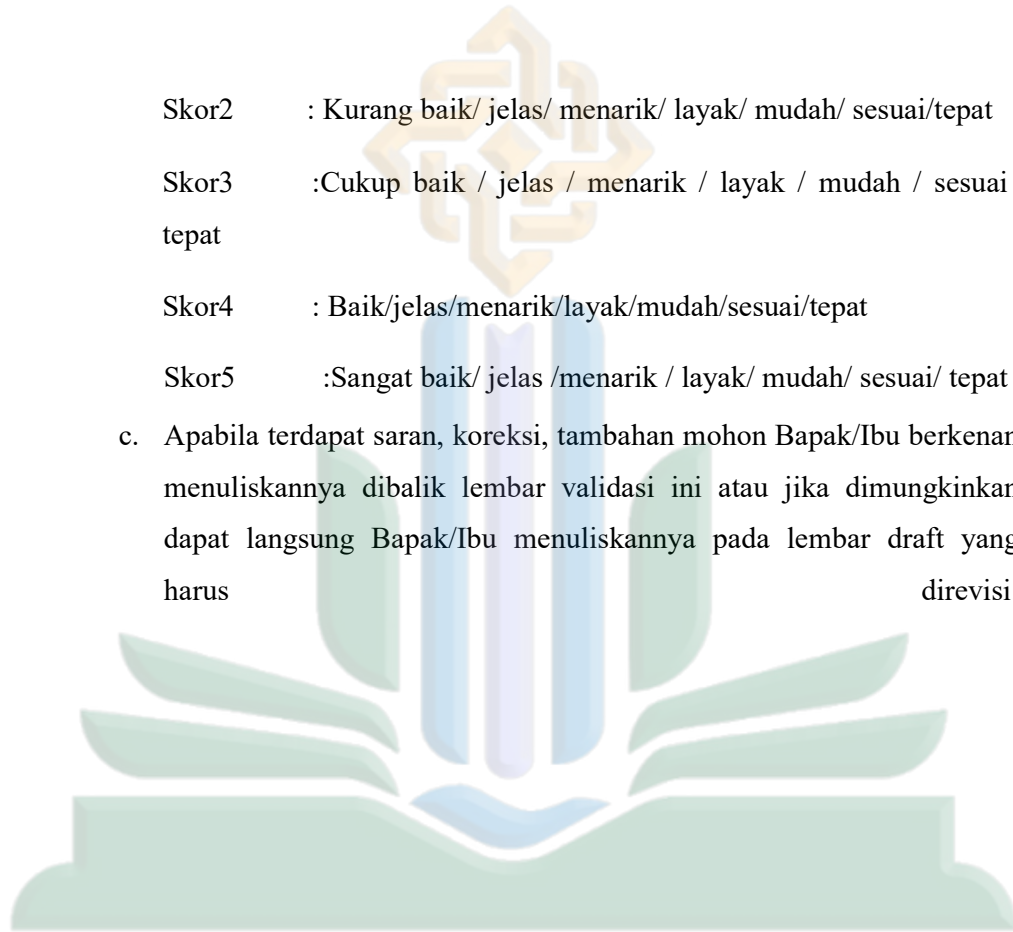 Skor2 : Kurang baik/ jelas/ menarik/ layak/ mudah/ sesuai/tepat
Skor3 :Cukup baik / jelas / menarik / layak / mudah / sesuai
tepat
Skor4 : Baik/jelas/menarik/layak/mudah/sesuai/tepat
Skor5 :Sangat baik/ jelas /menarik / layak/ mudah/ sesuai/ tepat
c. Apabila terdapat saran, koreksi, tambahan mohon Bapak/Ibu berkenan
menuliskannya dibalik lembar validasi ini atau jika dimungkinkan
dapat langsung Bapak/Ibu menuliskannya pada lembar draft yang
harus direvisi